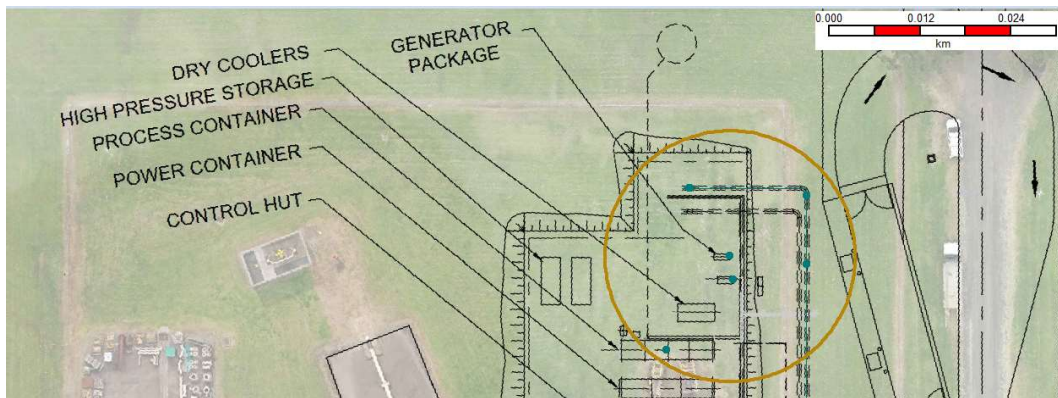 0.000 0.012 0.024
km
GENERATOR
PACKAGE
DRY COOLERS
HIGH PRESSURE STORAGE
PROCESS CONTAINER
POWER CONTAINER
CONTROL HUT